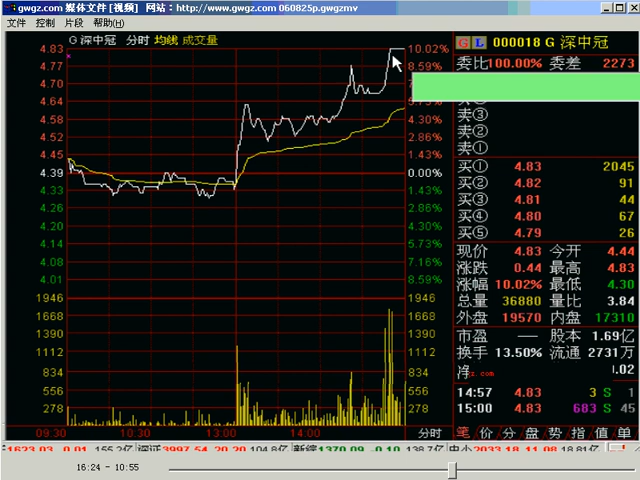 gwgz.com 媒体文件 [视频] 网站：http://www.gwgz.com 060825p.gwgzmv
文件 控制 片段 帮助(H)
G 深中冠 分时 均线 成交量
4.83 10.02%
4.77 8.59%
4.70
4.64
4.58 4.30%
4.52 2.86%
4.45 1.43%
4.39 0.00%
4.33 1.43%
4.26 2.86%
4.20 4.30%
4.14 5.73%
4.08 7.16%
4.01 8.59%
1946 1946
1668 1668
1390 1390
1112 1112
834 834
556 556
278 278
09:30 10:30 13:00 14:00 分时
G L 000018 G 深中冠
委比 100.00% 委差 2273
卖③
卖②
卖①
买① 4.83 2045
买② 4.82 91
买③ 4.81 44
买④ 4.80 67
买⑤ 4.79 26
现价 4.83 今开 4.44
涨跌 0.44 最高 4.83
涨幅 10.02% 最低 4.30
总量 36880 量比 3.84
外盘 19570 内盘 17310
市盈 — 股本 1.69亿
换手 13.50% 流通 2731万
净 .02
14:57 4.83 3 S 1
15:00 4.83 683 S 45
笔 价 分 盘 势 指 值 单
16:24 - 10:55